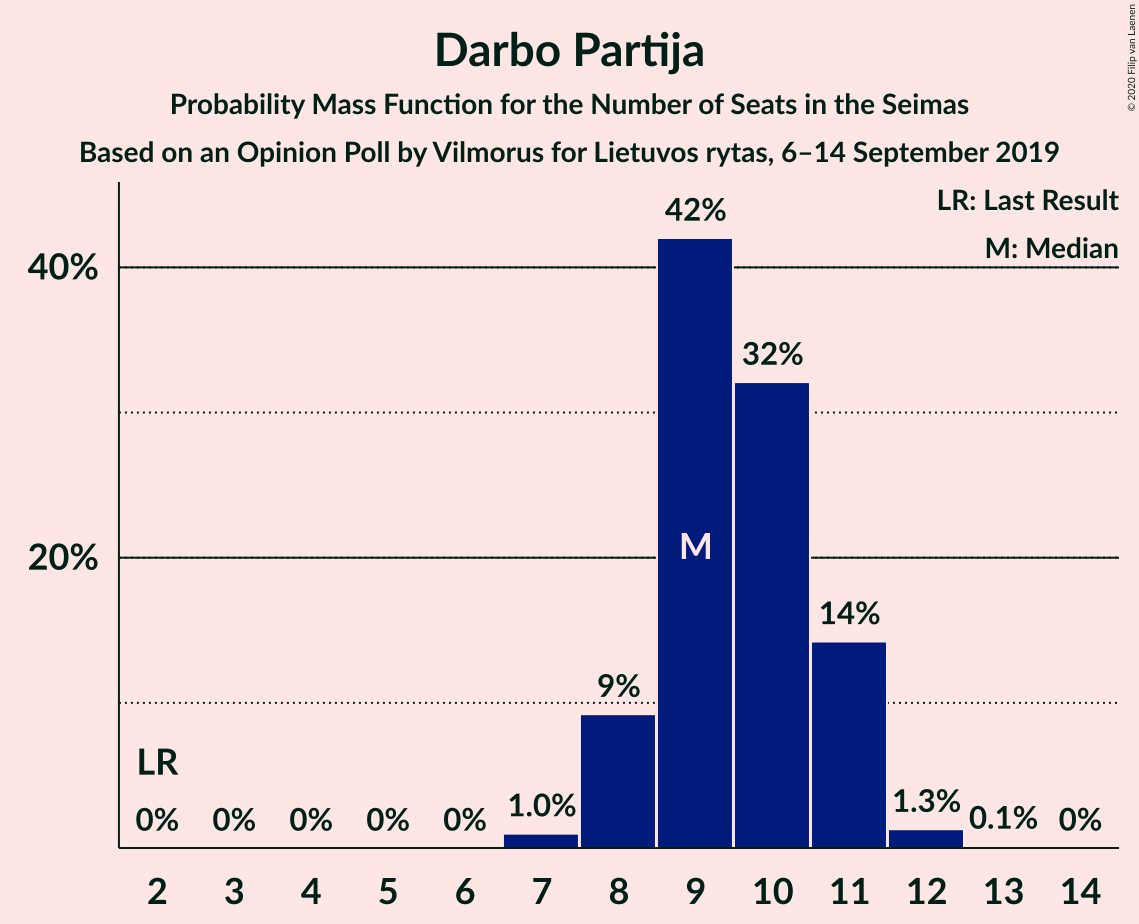 Darbo Partija
Probability Mass Function for the Number of Seats in the Seimas
Based on an Opinion Poll by Vilmorus for Lietuvos rytas, 6–14 September 2019
© 2020 Filip van Laenen
LR: Last Result
M: Median
40%
20%
42%
32%
14%
9%
M
LR
0% 0% 0% 0% 0% 1.0% 1.3% 0.1% 0%
2 3 4 5 6 7 8 9 10 11 12 13 14